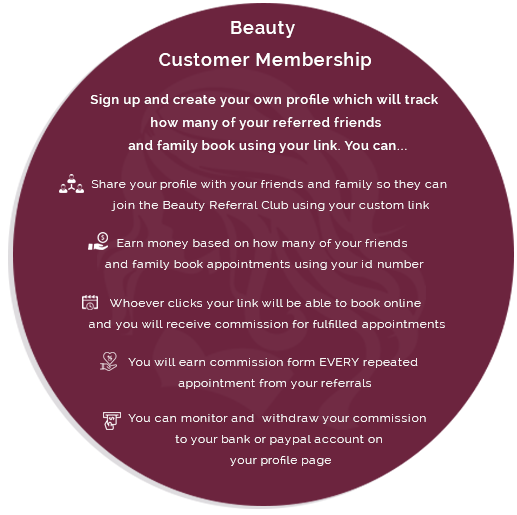 Beauty
Customer Membership
Sign up and create your own profile which will track
how many of your referred friends
and family book using your link. You can...
Share your profile with your friends and family so they can
join the Beauty Referral Club using your custom link
Earn money based on how many of your friends
and family book appointments using your id number
Whoever clicks your link will be able to book online
and you will receive commission for fulfilled appointments
You will earn commission form EVERY repeated
appointment from your referrals
You can monitor and  withdraw your commission
to your bank or paypal account on
your profile page